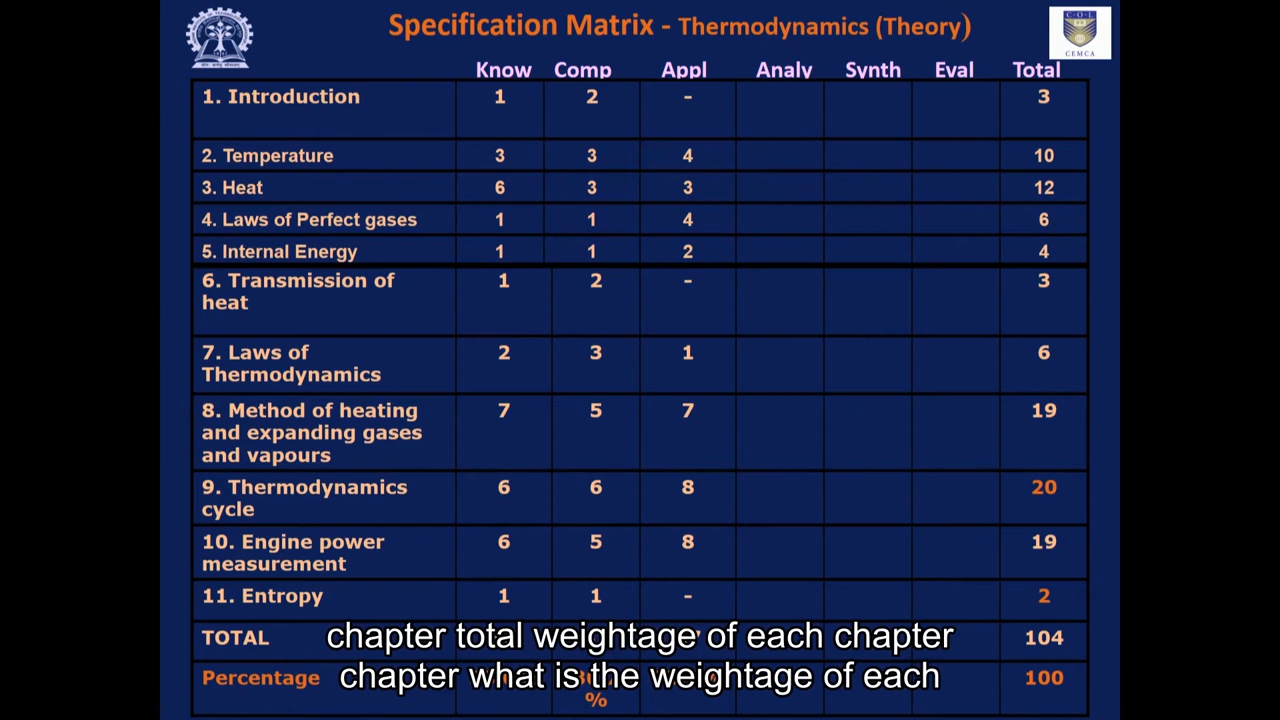 Specification Matrix - Thermodynamics (Theory)
C.O.L
CEMCA
Know Comp Appl Analy Synth Eval Total
1. Introduction 1 2 - 3
2. Temperature 3 3 4 10
3. Heat 6 3 3 12
4. Laws of Perfect gases 1 1 4 6
5. Internal Energy 1 1 2 4
6. Transmission of 1 2 - 3
heat
7. Laws of 2 3 1 6
Thermodynamics
8. Method of heating 7 5 7 19
and expanding gases
and vapours
9. Thermodynamics 6 6 8 20
cycle
10. Engine power 6 5 8 19
measurement
11. Entropy 1 1 - 2
TOTAL 104
chapter total weightage of each chapter
Percentage 100
chapter what is the weightage of each
%